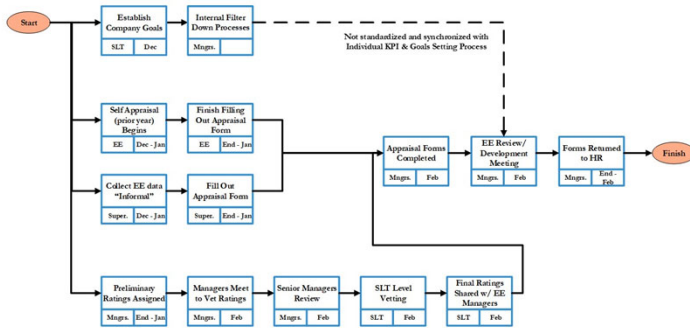 Start
Establish
Company Goals
SLT Dec
Internal Filter
Down Processes
Mngrs.
Not standardized and synchronized with
Individual KPI & Goals Setting Process
Self Appraisal
(prior year)
Begins
EE Dec - Jan
Finish Filling
Out Appraisal
Form
EE End - Jan
Collect EE data
“Informal”
Super. Dec - Jan
Fill Out
Appraisal Form
Super. End - Jan
Appraisal Forms
Completed
Mngrs. Feb
EE Review/
Development
Meeting
Mngrs. Feb
Forms Returned
to HR
Mngrs. End -
Feb
Finish
Preliminary
Ratings Assigned
Mngrs. End - Jan
Managers Meet
to Vet Ratings
Mngrs. Feb
Senior Managers
Review
Mngrs. Feb
SLT Level
Vetting
SLT Feb
Final Ratings
Shared w/ EE
Managers
SLT Feb